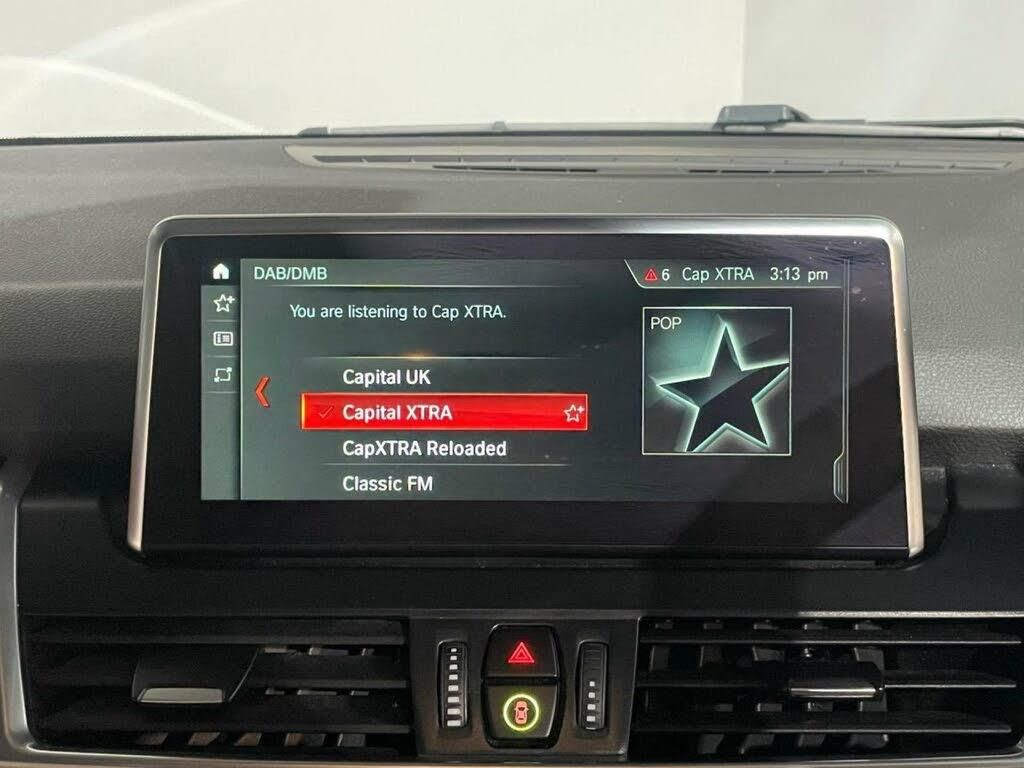 DAB/DMB
6 Cap XTRA 3:13 pm
You are listening to Cap XTRA.
POP
Capital UK
Capital XTRA
CapXTRA Reloaded
Classic FM